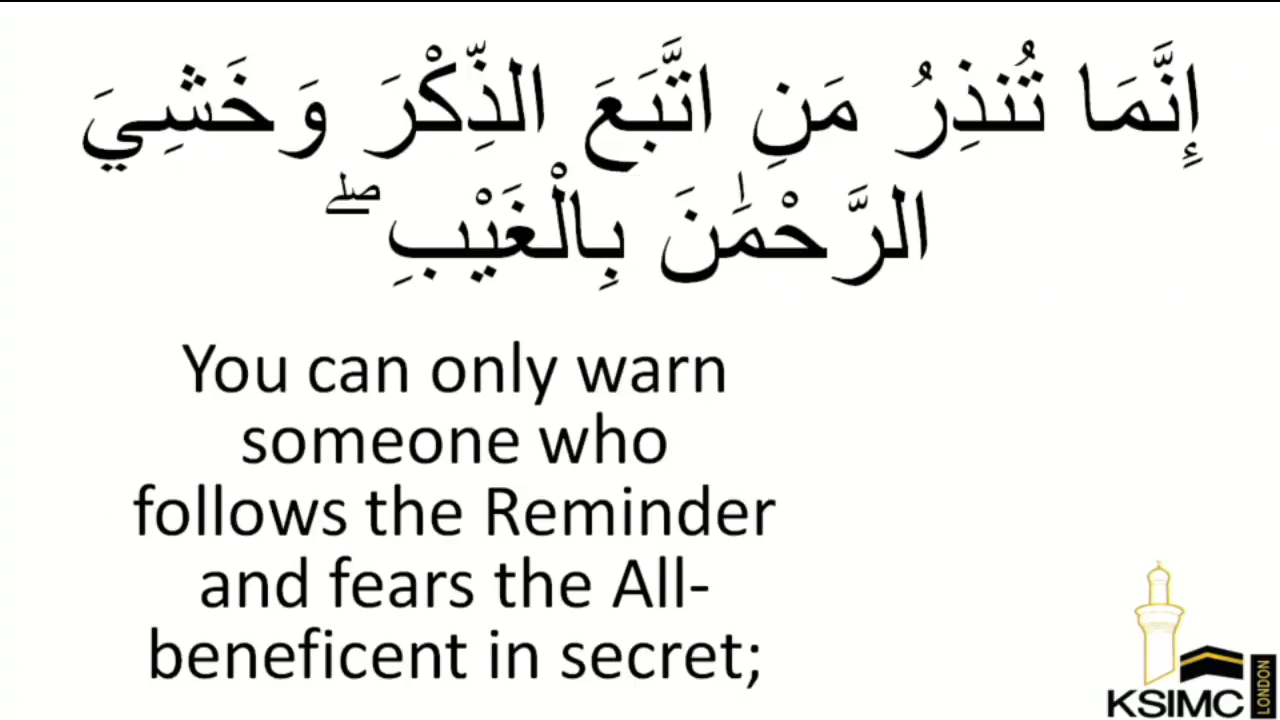 إِنَّمَا تُنذِرُ مَنِ اتَّبَعَ الذِّكْرَ وَخَشِيَ
الرَّحْمَٰنَ بِالْغَيْبِ ۖ
You can only warn
someone who
follows the Reminder
and fears the All-
beneficent in secret;
KSIMC
LONDON